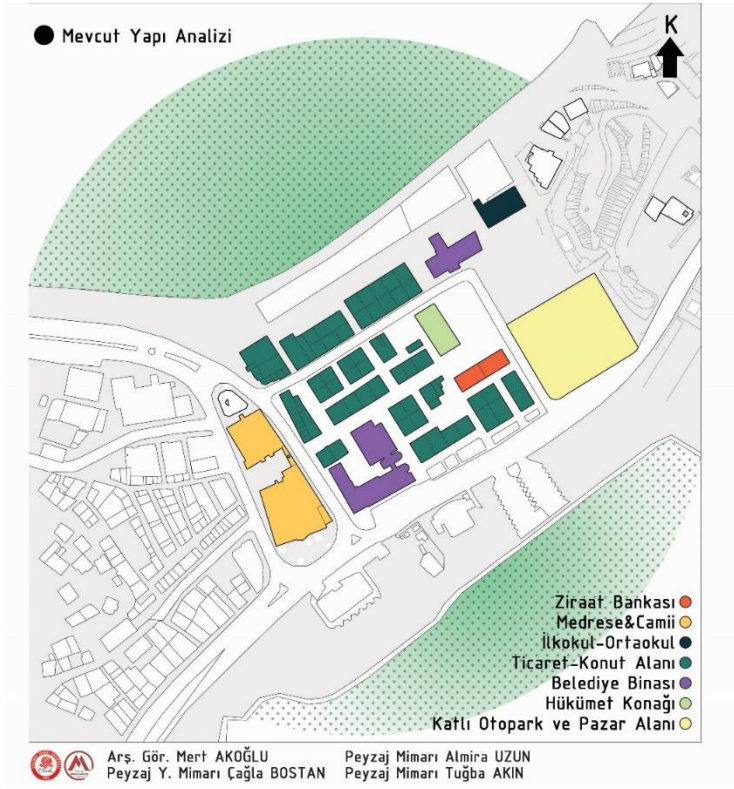 Mevcut Yapı Analizi
K
Ziraat Bankası
Medrese&Camii
İlkokul-Ortaokul
Ticaret-Konut Alanı
Belediye Binası
Hükümet Konağı
Katlı Otopark ve Pazar Alanı
Arş. Gör. Mert AKOĞLU
Peyzaj Y. Mimarı Çağla BOSTAN
Peyzaj Mimarı Almira UZUN
Peyzaj Mimarı Tuğba AKIN